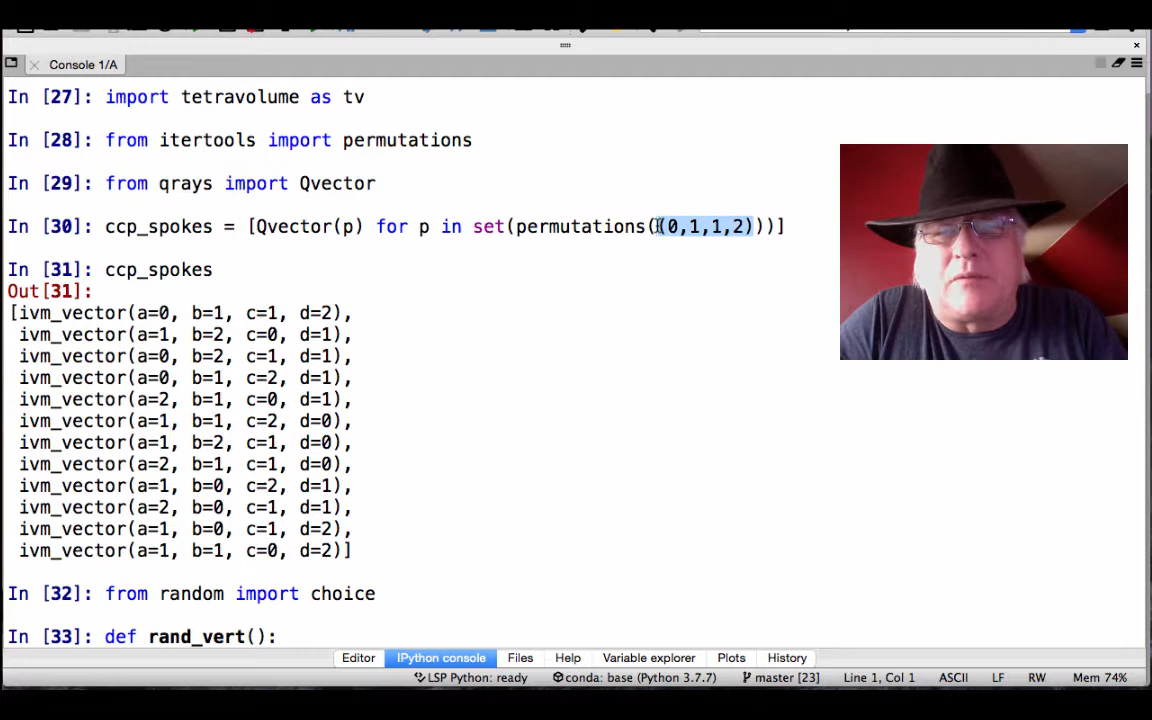 Console 1/A
In [27]: import tetravolume as tv
In [28]: from itertools import permutations
In [29]: from qrays import Qvector
In [30]: ccp_spokes = [Qvector(p) for p in set(permutations((0,1,1,2)))]
In [31]: ccp_spokes
Out[31]:
[ivm_vector(a=0, b=1, c=1, d=2),
ivm_vector(a=1, b=2, c=0, d=1),
ivm_vector(a=0, b=2, c=1, d=1),
ivm_vector(a=0, b=1, c=2, d=1),
ivm_vector(a=2, b=1, c=0, d=1),
ivm_vector(a=1, b=1, c=2, d=0),
ivm_vector(a=1, b=2, c=1, d=0),
ivm_vector(a=2, b=1, c=1, d=0),
ivm_vector(a=1, b=0, c=2, d=1),
ivm_vector(a=2, b=0, c=1, d=1),
ivm_vector(a=1, b=0, c=1, d=2),
ivm_vector(a=1, b=1, c=0, d=2)]
In [32]: from random import choice
In [33]: def rand_vert():
Editor IPython console Files Help Variable explorer Plots History
LSP Python: ready conda: base (Python 3.7.7) master [23] Line 1, Col 1 ASCII LF RW Mem 74%